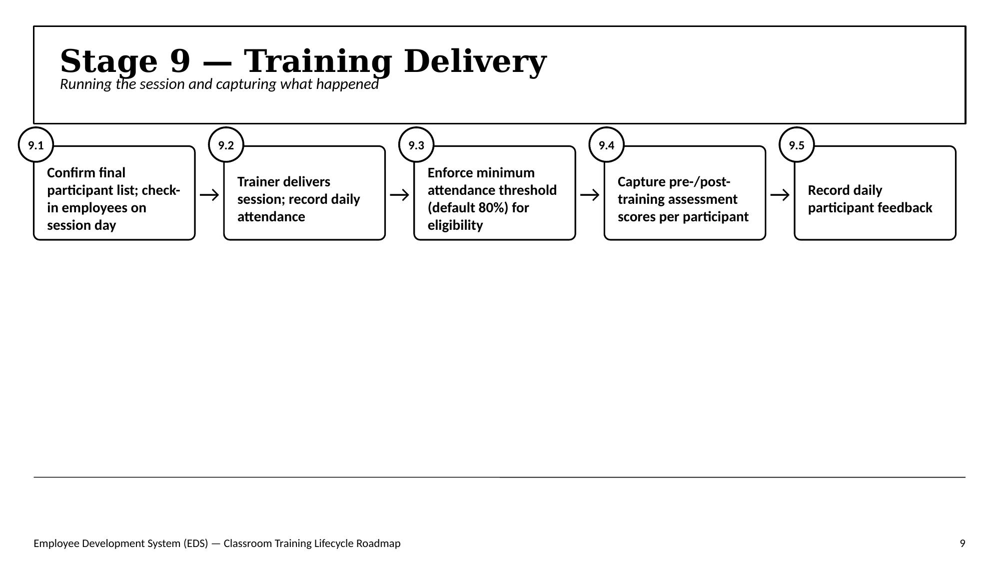 Stage 9 — Training Delivery
Running the session and capturing what happened
9.1
Confirm final
participant list; check-
in employees on
session day
→
9.2
Trainer delivers
session; record daily
attendance
→
9.3
Enforce minimum
attendance threshold
(default 80%) for
eligibility
→
9.4
Capture pre-/post-
training assessment
scores per participant
→
9.5
Record daily
participant feedback
Employee Development System (EDS) — Classroom Training Lifecycle Roadmap
9